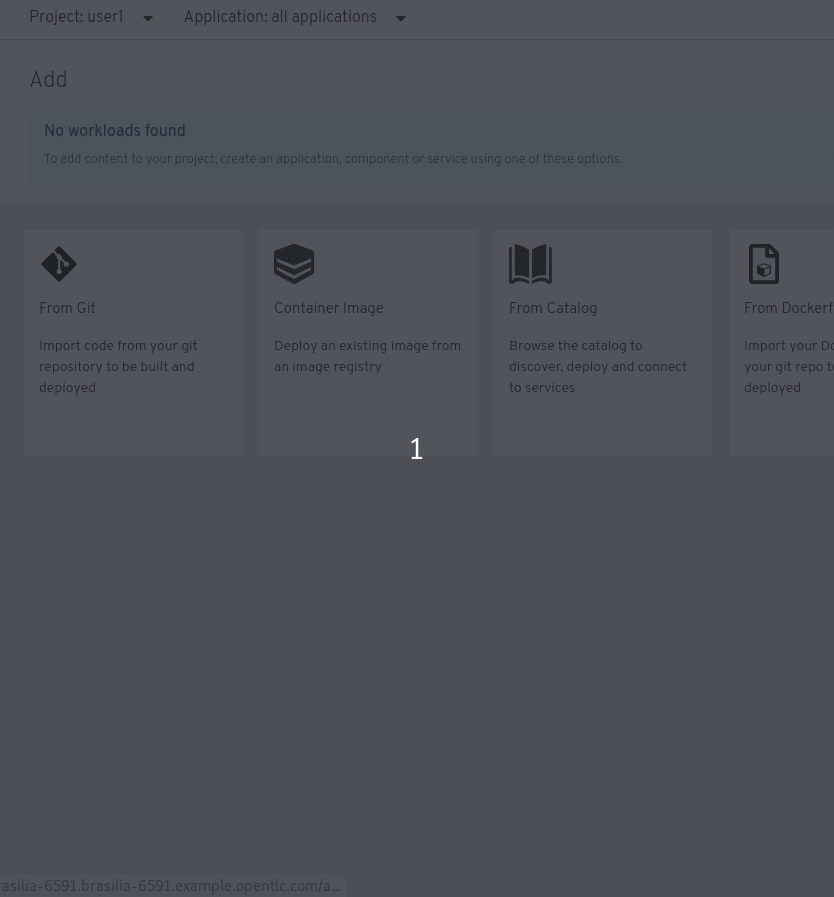 Project: user1 Application: all applications
Add
No workloads found
To add content to your project, create an application, component or service using one of these options.
From Git
Import code from your git
repository to be built and
deployed
Container Image
Deploy an existing image from
an image registry
From Catalog
Browse the catalog to
discover, deploy and connect
to services
From Dockerf
Import your Do
your git repo t
deployed
1
rasilia-6591.brasilia-6591.example.opentlc.com/a...